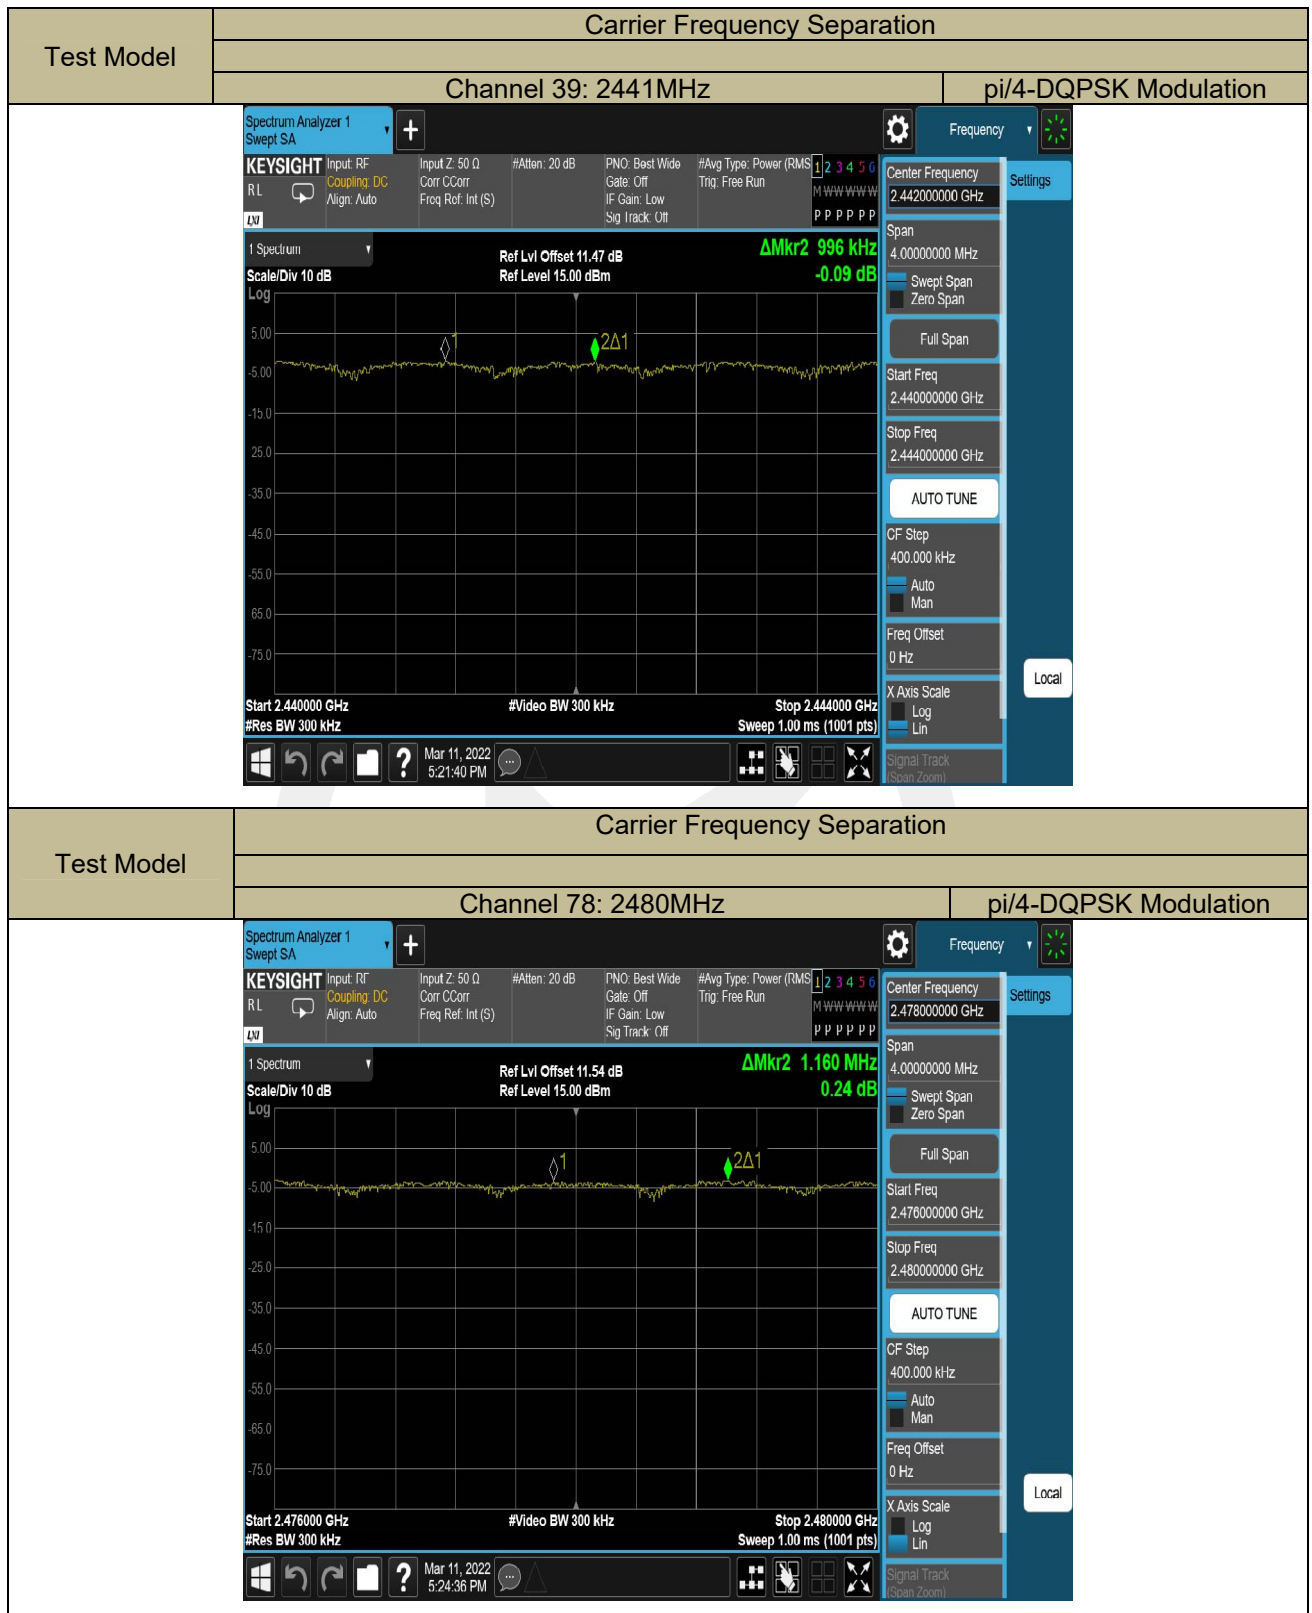 Test Model
Carrier Frequency Separation
Channel 39: 2441MHz
pi/4-DQPSK Modulation
Spectrum Analyzer 1
Swept SA
+
Frequency
KEYSIGHT
RL
LXI
Input: RF
Coupling: DC
Align: Auto
Input Z: 50 Ω
Corr CCorr
Freq Ref: Int (S)
#Atten: 20 dB
PNO: Best Wide
Gate: Off
IF Gain: Low
Sig Track: Off
#Avg Type: Power (RMS
Trig: Free Run
1 2 3 4 5 6
M W W W W W
P P P P P P
Center Frequency
2.442000000 GHz
Settings
1 Spectrum
Scale/Div 10 dB
Log
Ref Lvl Offset 11.47 dB
Ref Level 15.00 dBm
ΔMkr2 996 kHz
-0.09 dB
Span
4.00000000 MHz
Swept Span
Zero Span
Full Span
Start Freq
2.440000000 GHz
Stop Freq
2.444000000 GHz
AUTO TUNE
CF Step
400.000 kHz
Auto
Man
Freq Offset
0 Hz
X Axis Scale
Log
Lin
Signal Track
(Span Zoom)
Local
5.00
-5.00
-15.0
25.0
-35.0
-45.0
-55.0
65.0
-75.0
1
2Δ1
Start 2.440000 GHz
#Res BW 300 kHz
#Video BW 300 kHz
Stop 2.444000 GHz
Sweep 1.00 ms (1001 pts)
?
Mar 11, 2022
5:21:40 PM
Test Model
Carrier Frequency Separation
Channel 78: 2480MHz
pi/4-DQPSK Modulation
Spectrum Analyzer 1
Swept SA
+
Frequency
KEYSIGHT
RL
LXI
Input: RF
Coupling: DC
Align: Auto
Input Z: 50 Ω
Corr CCorr
Freq Ref: Int (S)
#Atten: 20 dB
PNO: Best Wide
Gate: Off
IF Gain: Low
Sig Track: Off
#Avg Type: Power (RMS
Trig: Free Run
1 2 3 4 5 6
M W W W W W
P P P P P P
Center Frequency
2.478000000 GHz
Settings
1 Spectrum
Scale/Div 10 dB
Log
Ref Lvl Offset 11.54 dB
Ref Level 15.00 dBm
ΔMkr2 1.160 MHz
0.24 dB
Span
4.00000000 MHz
Swept Span
Zero Span
Full Span
Start Freq
2.476000000 GHz
Stop Freq
2.480000000 GHz
AUTO TUNE
CF Step
400.000 kHz
Auto
Man
Freq Offset
0 Hz
X Axis Scale
Log
Lin
Signal Track
(Span Zoom)
Local
5.00
-5.00
-15.0
-25.0
-35.0
-45.0
-55.0
-65.0
-75.0
1
2Δ1
Start 2.476000 GHz
#Res BW 300 kHz
#Video BW 300 kHz
Stop 2.480000 GHz
Sweep 1.00 ms (1001 pts)
?
Mar 11, 2022
5:24:36 PM